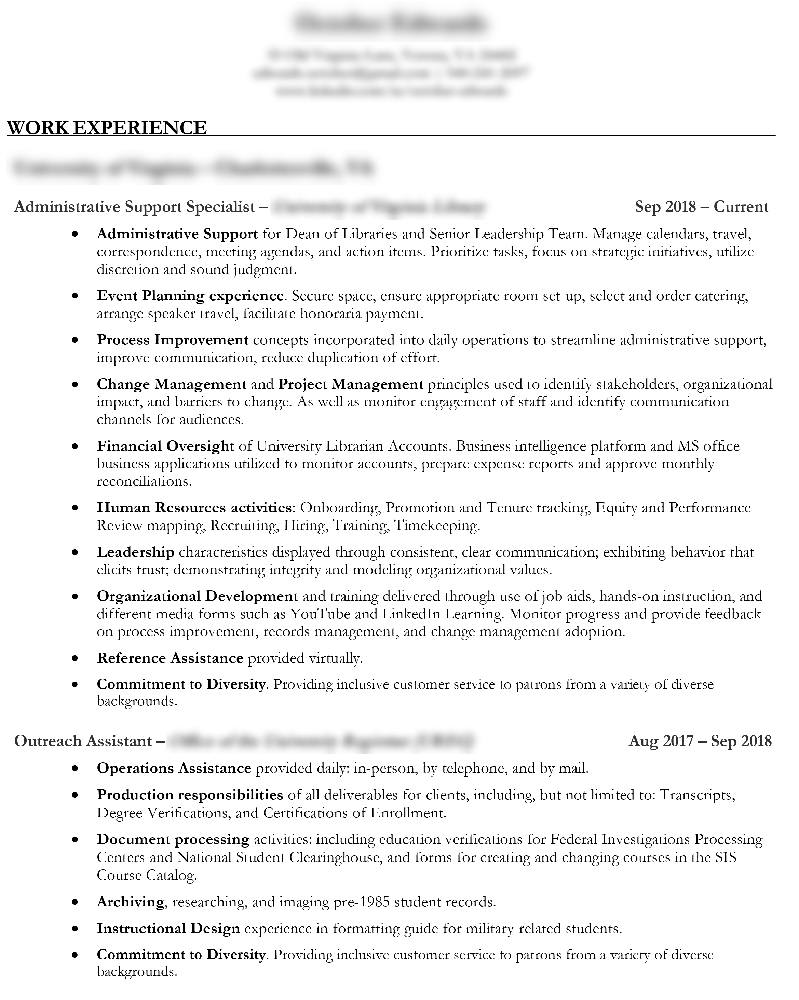 WORK EXPERIENCE
Administrative Support Specialist –
Sep 2018 – Current
• Administrative Support for Dean of Libraries and Senior Leadership Team. Manage calendars, travel,
correspondence, meeting agendas, and action items. Prioritize tasks, focus on strategic initiatives, utilize
discretion and sound judgment.
• Event Planning experience. Secure space, ensure appropriate room set-up, select and order catering,
arrange speaker travel, facilitate honoraria payment.
• Process Improvement concepts incorporated into daily operations to streamline administrative support,
improve communication, reduce duplication of effort.
• Change Management and Project Management principles used to identify stakeholders, organizational
impact, and barriers to change. As well as monitor engagement of staff and identify communication
channels for audiences.
• Financial Oversight of University Librarian Accounts. Business intelligence platform and MS office
business applications utilized to monitor accounts, prepare expense reports and approve monthly
reconciliations.
• Human Resources activities: Onboarding, Promotion and Tenure tracking, Equity and Performance
Review mapping, Recruiting, Hiring, Training, Timekeeping.
• Leadership characteristics displayed through consistent, clear communication; exhibiting behavior that
elicits trust; demonstrating integrity and modeling organizational values.
• Organizational Development and training delivered through use of job aids, hands-on instruction, and
different media forms such as YouTube and LinkedIn Learning. Monitor progress and provide feedback
on process improvement, records management, and change management adoption.
• Reference Assistance provided virtually.
• Commitment to Diversity. Providing inclusive customer service to patrons from a variety of diverse
backgrounds.
Outreach Assistant –
Aug 2017 – Sep 2018
• Operations Assistance provided daily: in-person, by telephone, and by mail.
• Production responsibilities of all deliverables for clients, including, but not limited to: Transcripts,
Degree Verifications, and Certifications of Enrollment.
• Document processing activities: including education verifications for Federal Investigations Processing
Centers and National Student Clearinghouse, and forms for creating and changing courses in the SIS
Course Catalog.
• Archiving, researching, and imaging pre-1985 student records.
• Instructional Design experience in formatting guide for military-related students.
• Commitment to Diversity. Providing inclusive customer service to patrons from a variety of diverse
backgrounds.